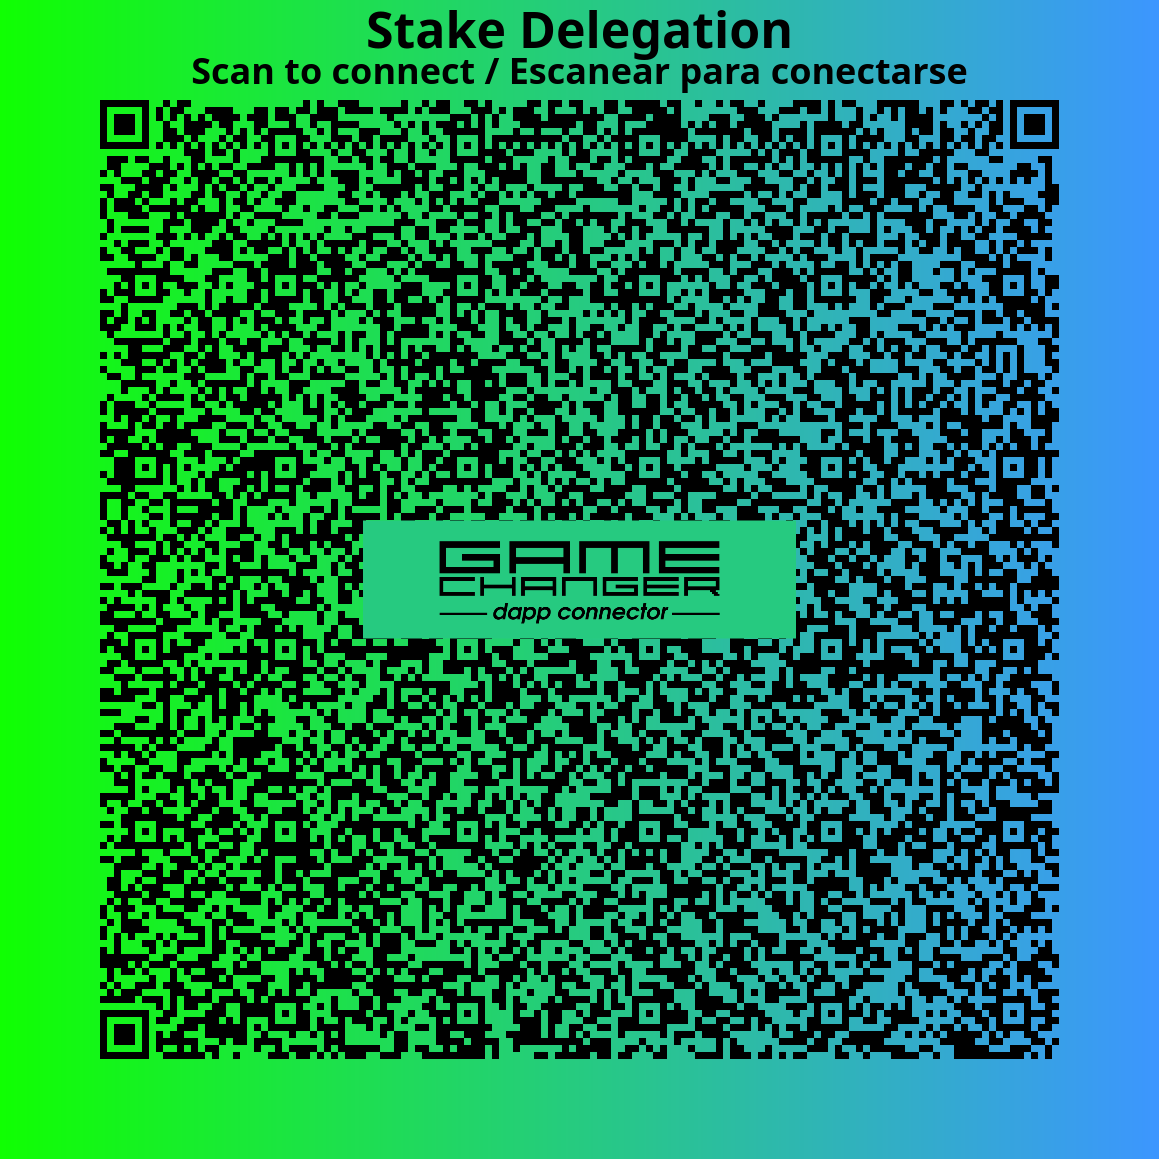 Stake Delegation
Scan to connect / Escanear para conectarse
GAME
CHANGER
dapp connector